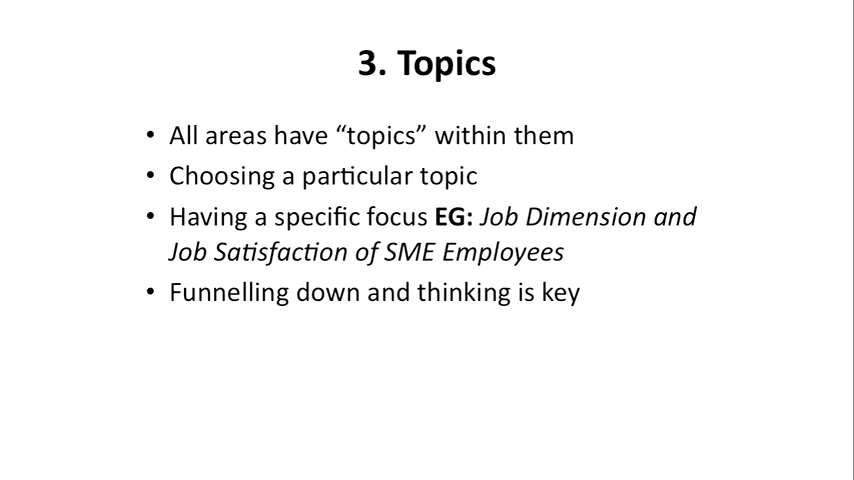 3. Topics
• All areas have “topics” within them
• Choosing a particular topic
• Having a specific focus EG: Job Dimension and
Job Satisfaction of SME Employees
• Funnelling down and thinking is key